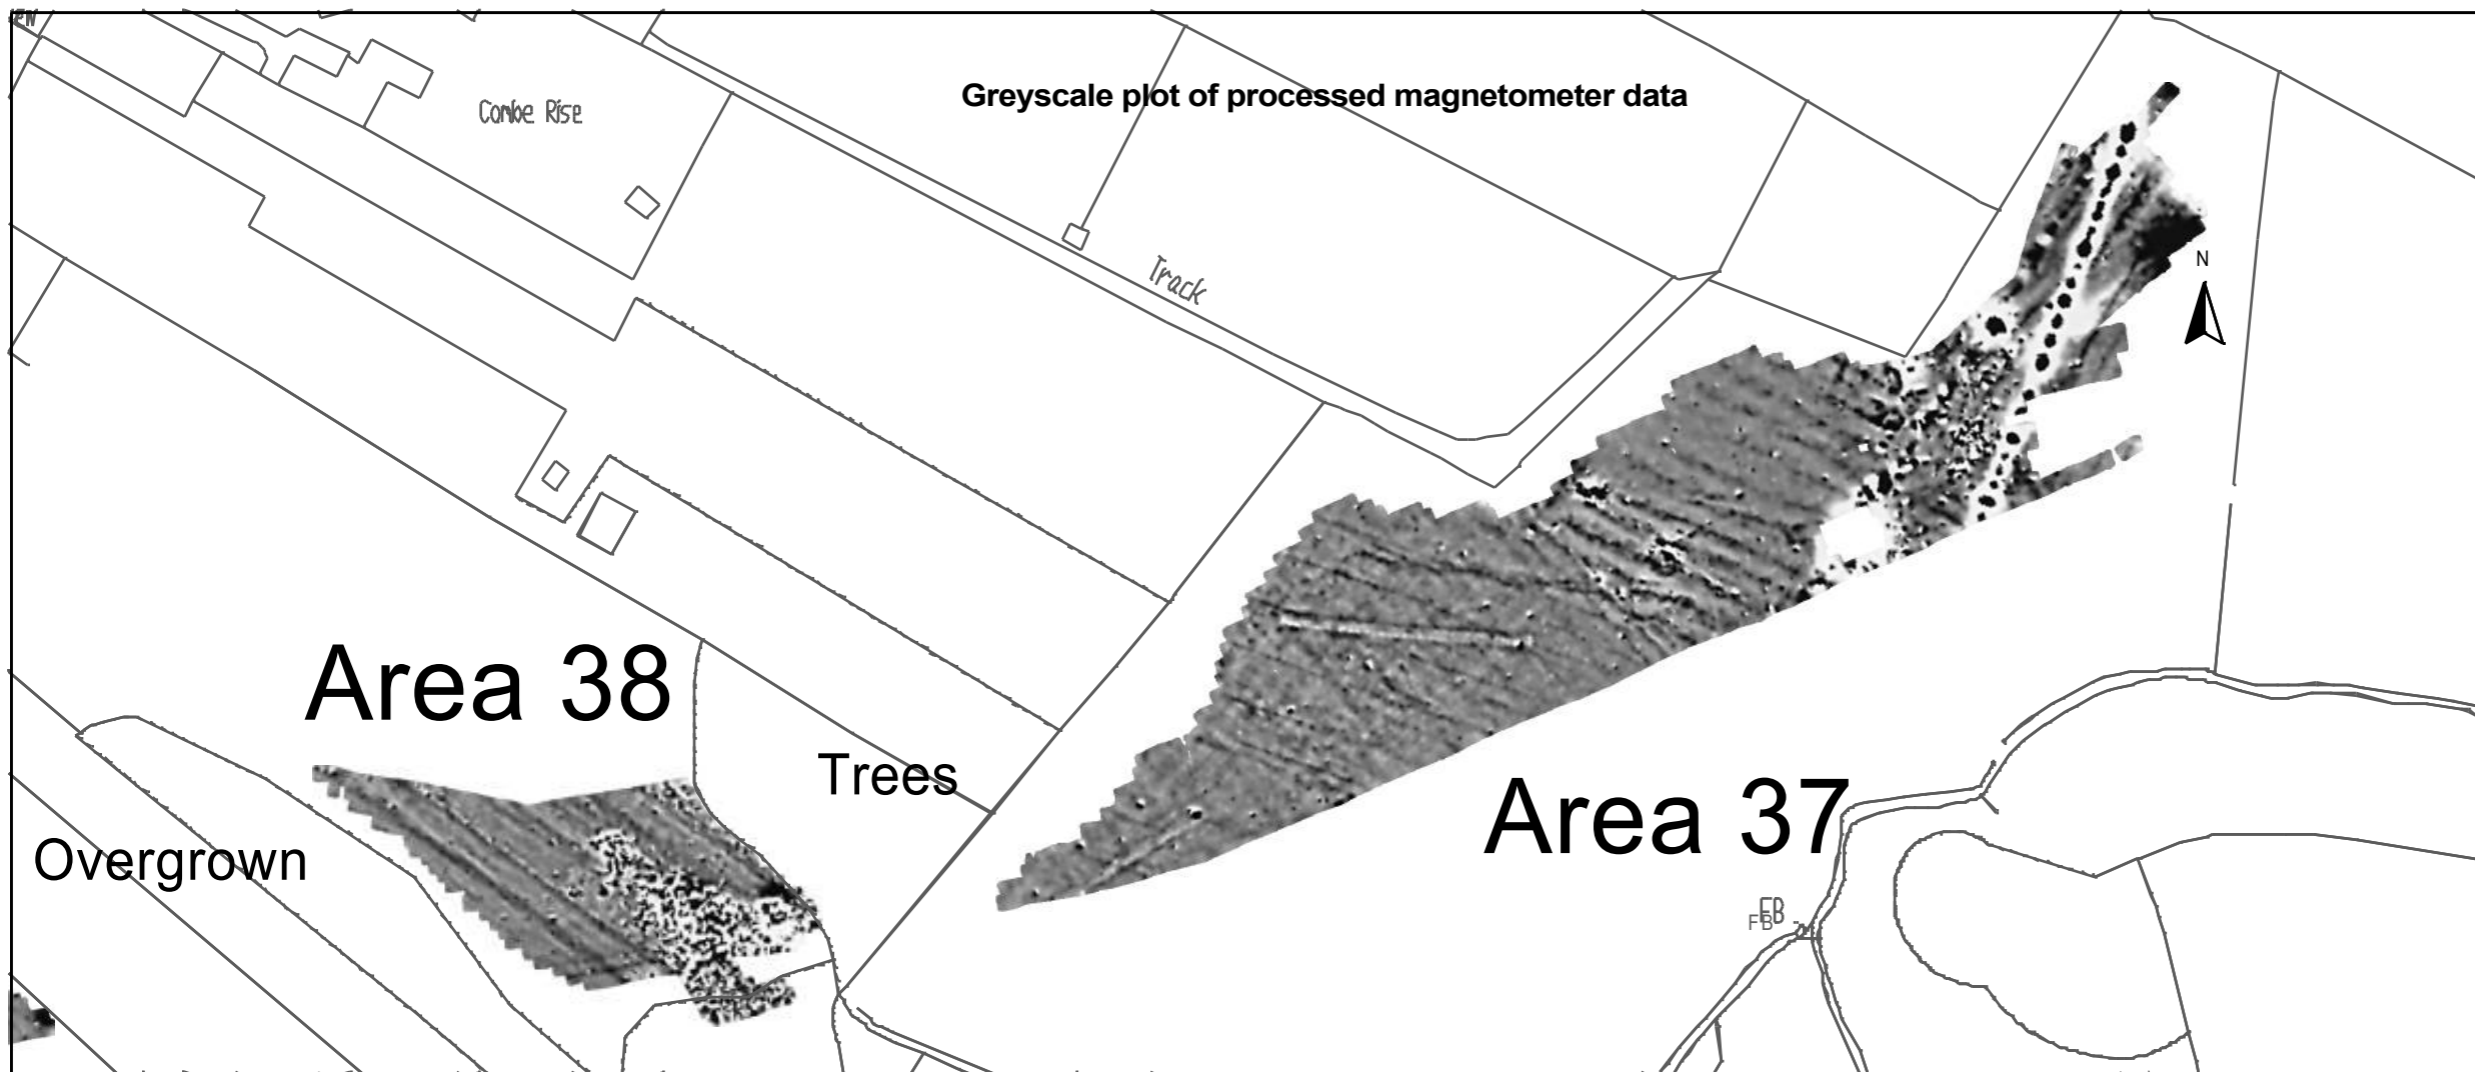 Greyscale plot of processed magnetometer data
Combe Rise
Track
N
Area 38
Trees
Overgrown
Area 37
FB
FB